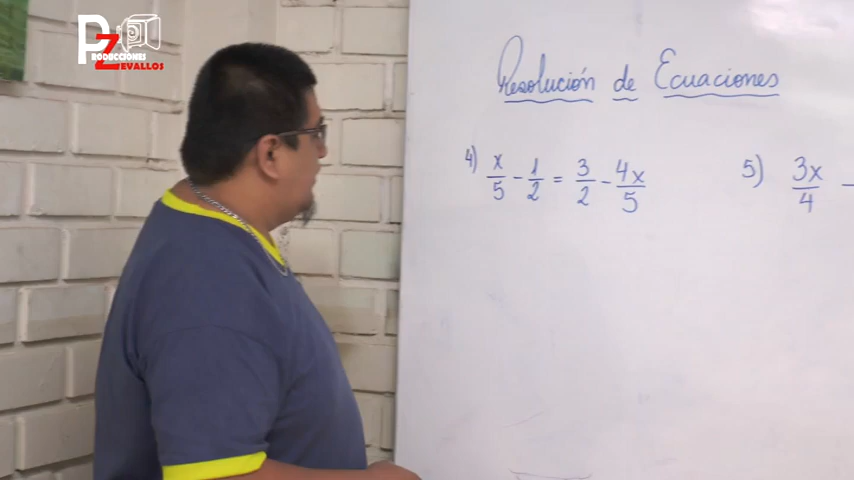 PRODUCCIONES
ZEVALLOS
Resolución de Ecuaciones
4) x/5 - 1/2 = 3/2 - 4x/5
5) 3x/4 -